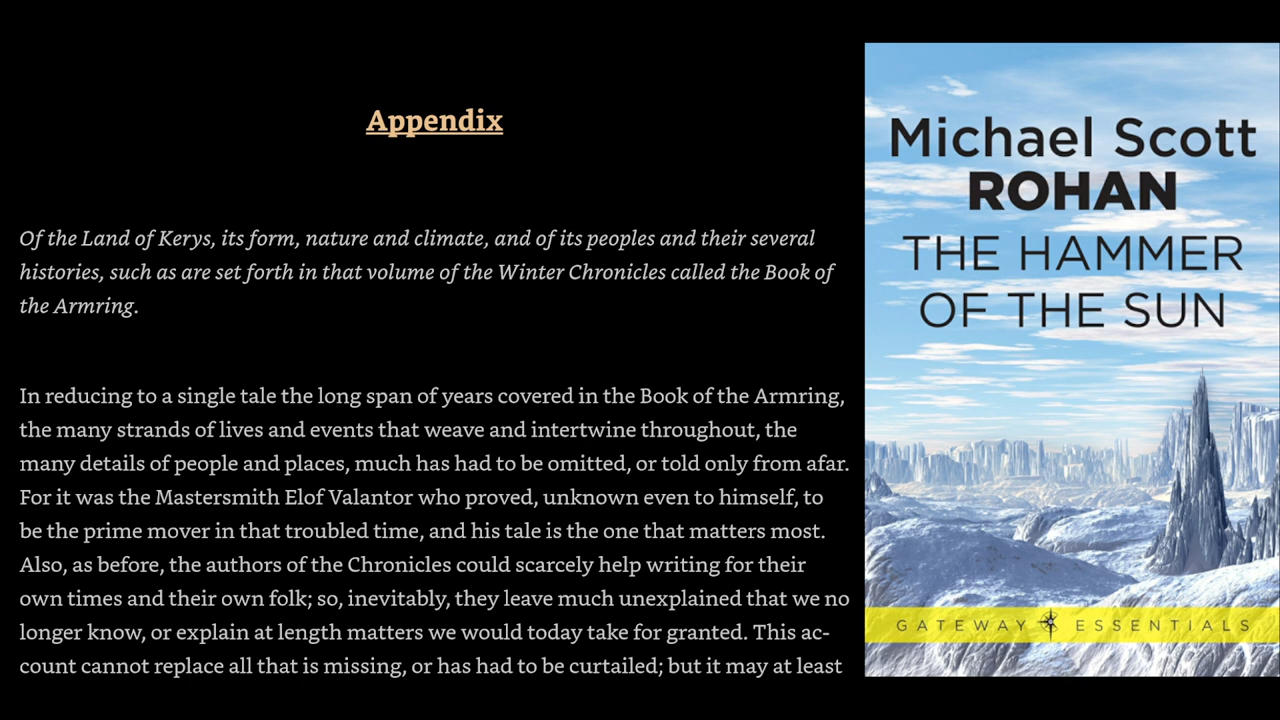 Appendix
Of the Land of Kerys, its form, nature and climate, and of its peoples and their several
histories, such as are set forth in that volume of the Winter Chronicles called the Book of
the Armring.
In reducing to a single tale the long span of years covered in the Book of the Armring,
the many strands of lives and events that weave and intertwine throughout, the
many details of people and places, much has had to be omitted, or told only from afar.
For it was the Mastersmith Elof Valantor who proved, unknown even to himself, to
be the prime mover in that troubled time, and his tale is the one that matters most.
Also, as before, the authors of the Chronicles could scarcely help writing for their
own times and their own folk; so, inevitably, they leave much unexplained that we no
longer know, or explain at length matters we would today take for granted. This ac-
count cannot replace all that is missing, or has had to be curtailed; but it may at least
Michael Scott
ROHAN
THE HAMMER
OF THE SUN
GATEWAY ESSENTIALS